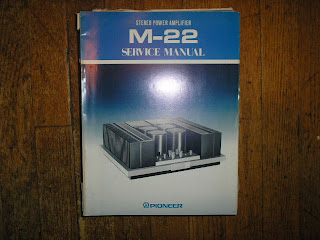 STEREO POWER AMPLIFIER
M-22
SERVICE MANUAL
PIONEER